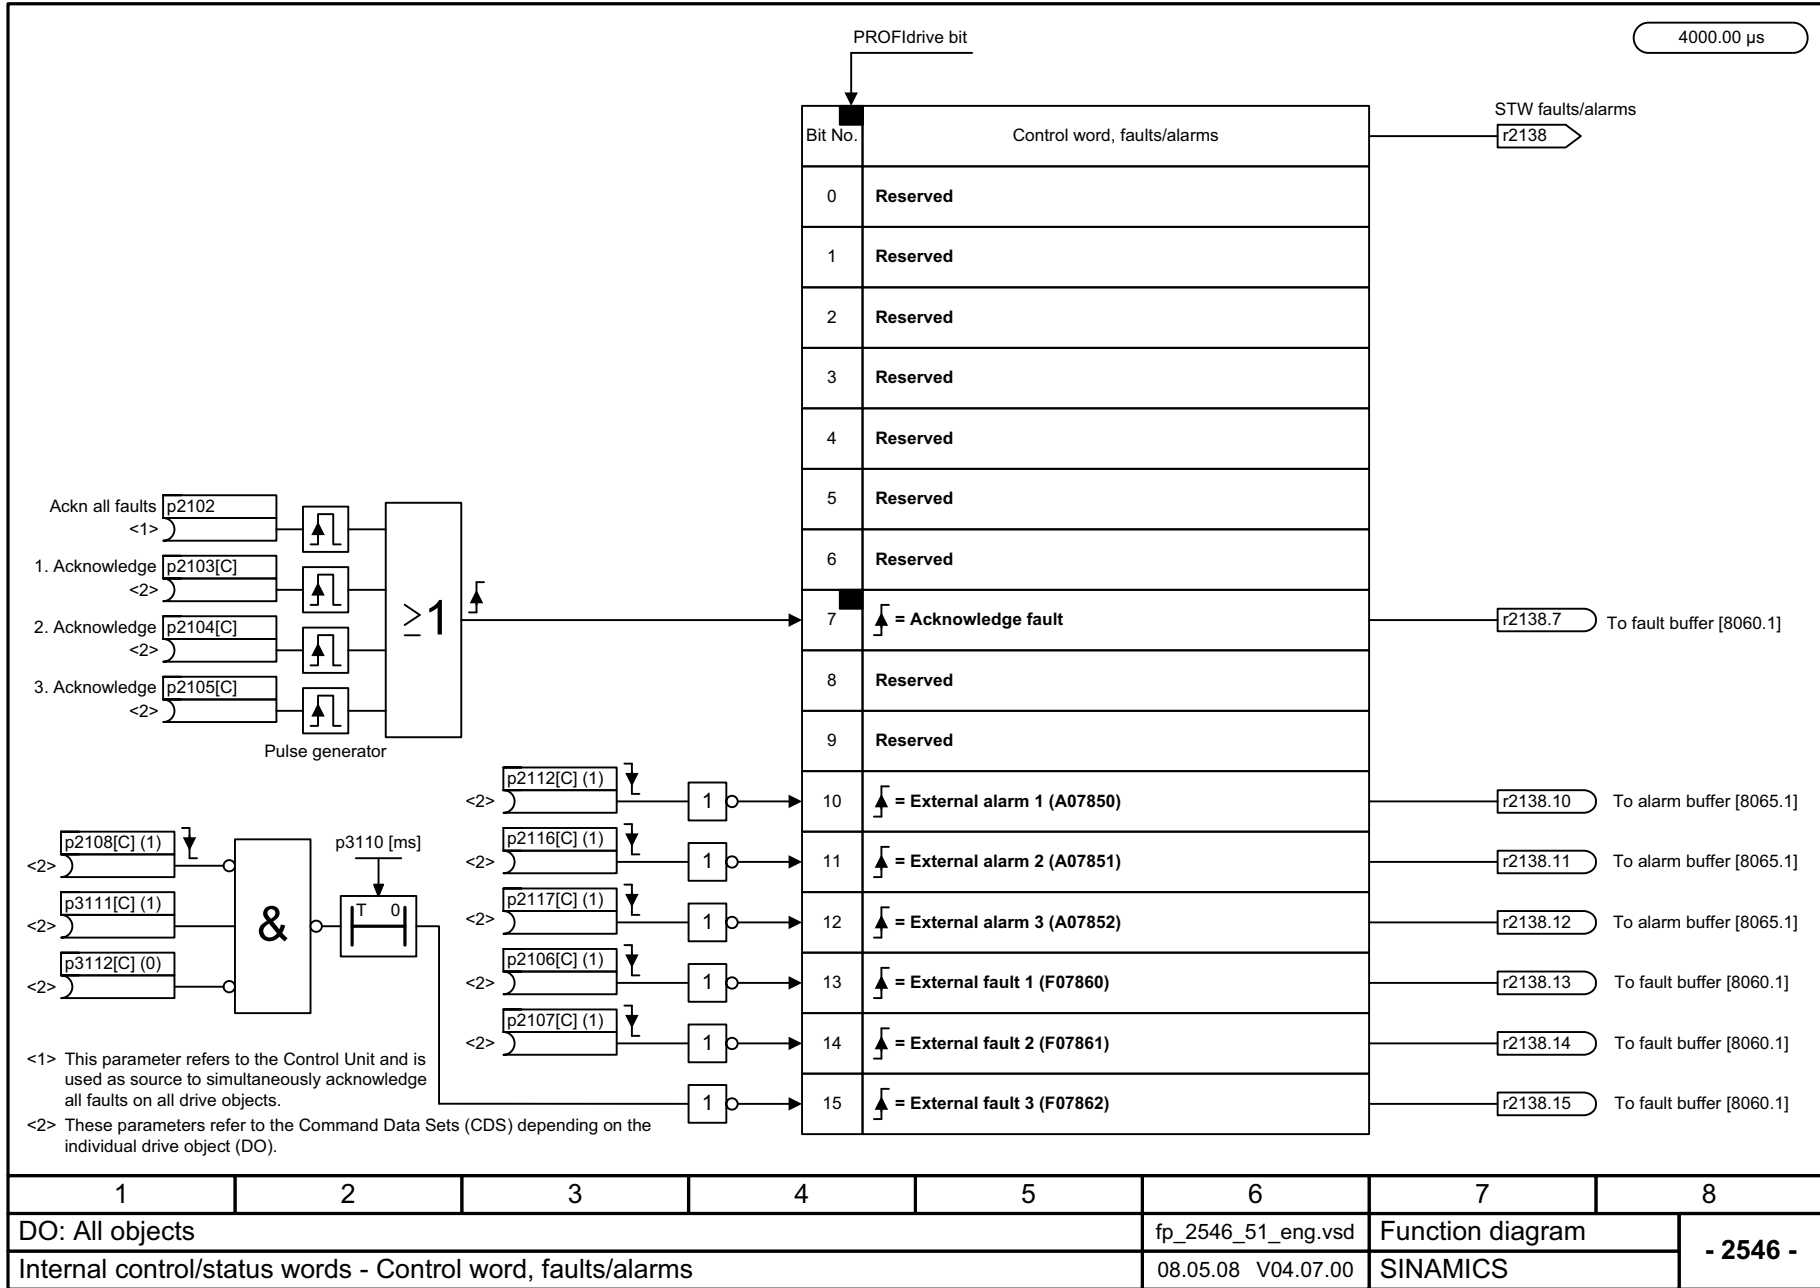 PROFIdrive bit
4000.00 µs
STW faults/alarms
Bit No. Control word, faults/alarms r2138
0 Reserved
1 Reserved
2 Reserved
3 Reserved
4 Reserved
5 Reserved
6 Reserved
7 = Acknowledge fault r2138.7 To fault buffer [8060.1]
8 Reserved
9 Reserved
10 = External alarm 1 (A07850) r2138.10 To alarm buffer [8065.1]
11 = External alarm 2 (A07851) r2138.11 To alarm buffer [8065.1]
12 = External alarm 3 (A07852) r2138.12 To alarm buffer [8065.1]
13 = External fault 1 (F07860) r2138.13 To fault buffer [8060.1]
14 = External fault 2 (F07861) r2138.14 To fault buffer [8060.1]
15 = External fault 3 (F07862) r2138.15 To fault buffer [8060.1]
Ackn all faults p2102
<1>
1. Acknowledge p2103[C]
<2>
2. Acknowledge p2104[C]
<2>
3. Acknowledge p2105[C]
<2>
≥1
Pulse generator
p2112[C] (1)
<2> 1
p2116[C] (1)
<2> 1
p2117[C] (1)
<2> 1
p2106[C] (1)
<2> 1
p2107[C] (1)
<2> 1
1
p2108[C] (1)
<2>
p3111[C] (1)
<2>
p3112[C] (0)
<2>
&
p3110 [ms]
T 0
<1> This parameter refers to the Control Unit and is
used as source to simultaneously acknowledge
all faults on all drive objects.
<2> These parameters refer to the Command Data Sets (CDS) depending on the
individual drive object (DO).
1 2 3 4 5 6 7 8
DO: All objects fp_2546_51_eng.vsd Function diagram - 2546 -
Internal control/status words - Control word, faults/alarms 08.05.08 V04.07.00 SINAMICS